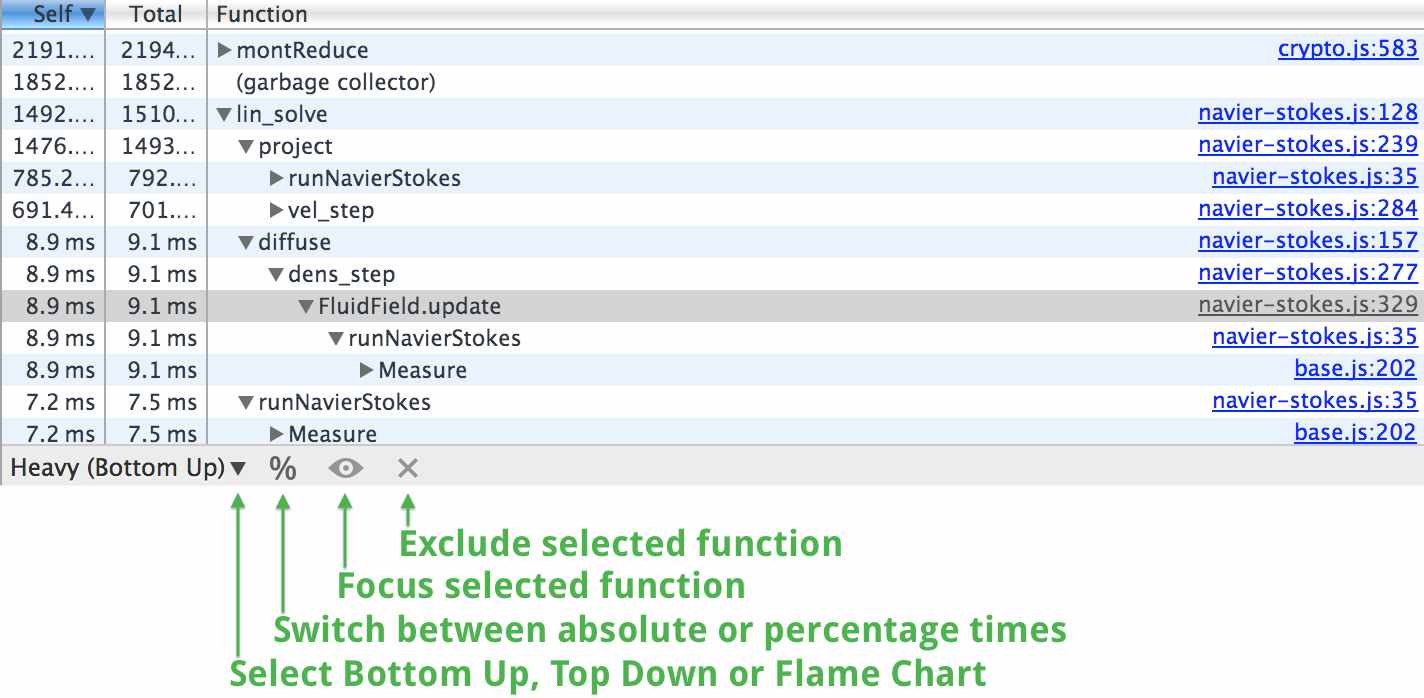 Self ▼ Total Function
2191.... 2194... ▶ montReduce crypto.js:583
1852.... 1852... (garbage collector)
1492.... 1510... ▼ lin_solve navier-stokes.js:128
1476.... 1493... ▼ project navier-stokes.js:239
785.2... 792.... ▶ runNavierStokes navier-stokes.js:35
691.4... 701.... ▶ vel_step navier-stokes.js:284
8.9 ms 9.1 ms ▼ diffuse navier-stokes.js:157
8.9 ms 9.1 ms ▼ dens_step navier-stokes.js:277
8.9 ms 9.1 ms ▼ FluidField.update navier-stokes.js:329
8.9 ms 9.1 ms ▼ runNavierStokes navier-stokes.js:35
8.9 ms 9.1 ms ▶ Measure base.js:202
7.2 ms 7.5 ms ▼ runNavierStokes navier-stokes.js:35
7.2 ms 7.5 ms ▶ Measure base.js:202
Heavy (Bottom Up) ▼ %
Exclude selected function
Focus selected function
Switch between absolute or percentage times
Select Bottom Up, Top Down or Flame Chart